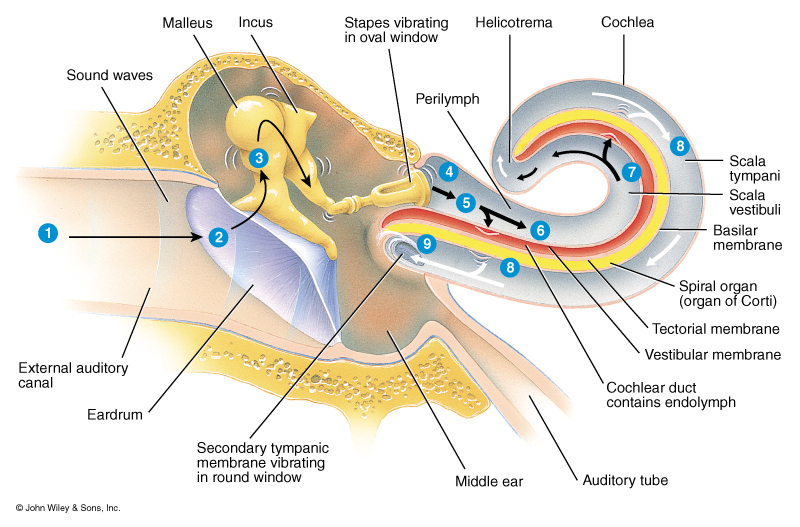 Malleus
Incus
Stapes vibrating
in oval window
Helicotrema
Cochlea
Sound waves
Perilymph
Scala
tympani
Scala
vestibuli
Basilar
membrane
Spiral organ
(organ of Corti)
Tectorial membrane
Vestibular membrane
Cochlear duct
contains endolymph
External auditory
canal
Eardrum
Secondary tympanic
membrane vibrating
in round window
Middle ear
Auditory tube
1
2
3
4
5
6
7
8
9
8
© John Wiley & Sons, Inc.